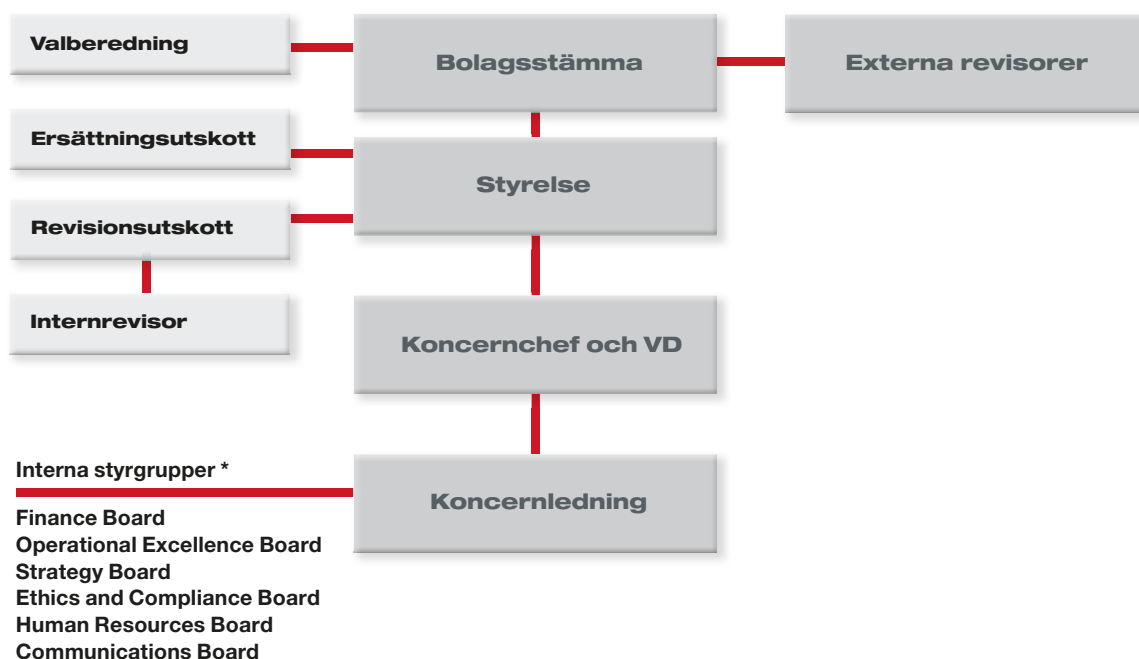 Valberedning
Bolagsstämma
Externa revisorer
Ersättningsutskott
Styrelse
Revisionsutskott
Internrevisor
Koncernchef och VD
Interna styrgrupper *
Koncernledning
Finance Board
Operational Excellence Board
Strategy Board
Ethics and Compliance Board
Human Resources Board
Communications Board